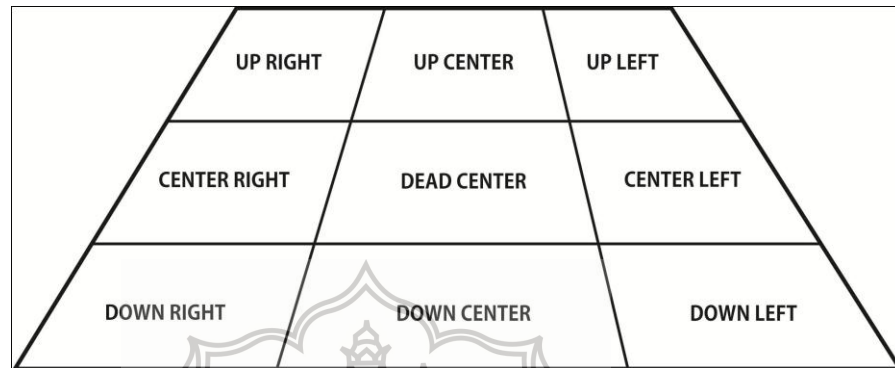 UP RIGHT UP CENTER UP LEFT
CENTER RIGHT DEAD CENTER CENTER LEFT
DOWN RIGHT DOWN CENTER DOWN LEFT